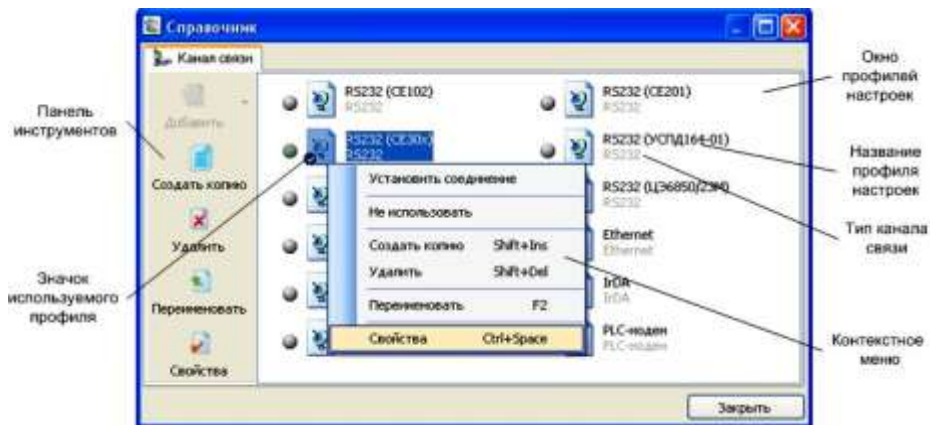 Справочник
Канал связи
Панель
инструментов
Значок
используемого
профиля
Добавить
Создать копию
Удалить
Переименовать
Свойства
RS232 (CE102)
RS232
RS232 (CE30x)
RS232
RS232 (CE201)
RS232
RS232 (УСПД164-01)
RS232
RS232 (ЦЭ6850/23М)
RS232
Ethernet
Ethernet
IrDA
IrDA
PLC-модем
PLC-модем
Установить соединение
Не использовать
Создать копию Shift+Ins
Удалить Shift+Del
Переименовать F2
Свойства Ctrl+Space
Закрыть
Окно
профилей
настроек
Название
профиля
настроек
Тип канала
связи
Контекстное
меню